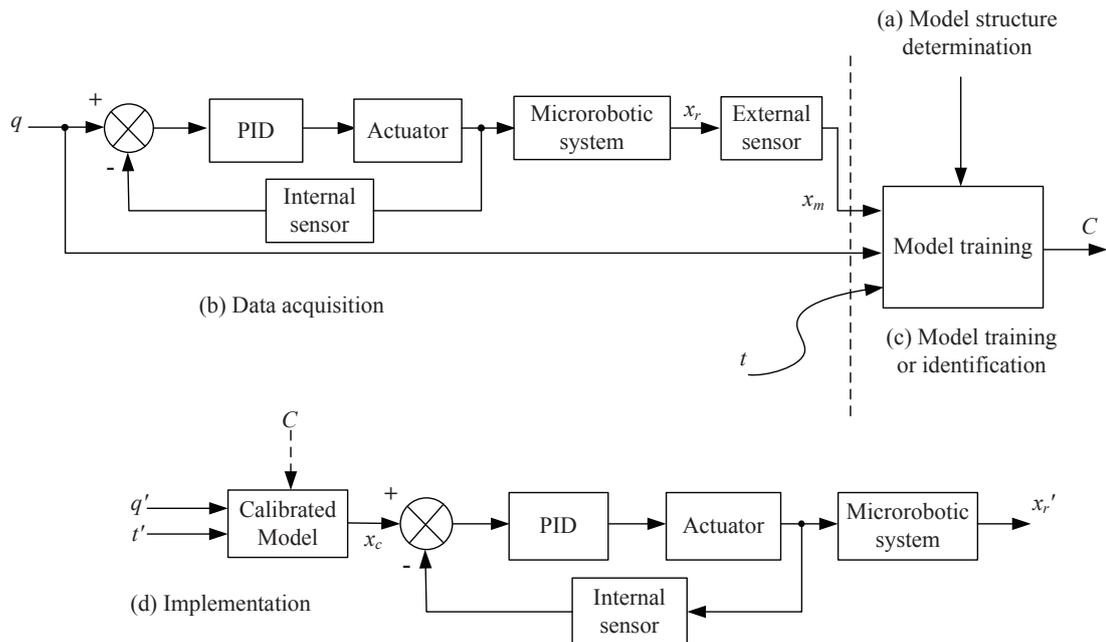 (a) Model structure
determination
q
+
-
PID
Actuator
Microrobotic
system
x_r
External
sensor
Internal
sensor
x_m
Model training
C
(b) Data acquisition
t
(c) Model training
or identification
C
q'
t'
Calibrated
Model
x_c
+
-
PID
Actuator
Microrobotic
system
x_r'
Internal
sensor
(d) Implementation